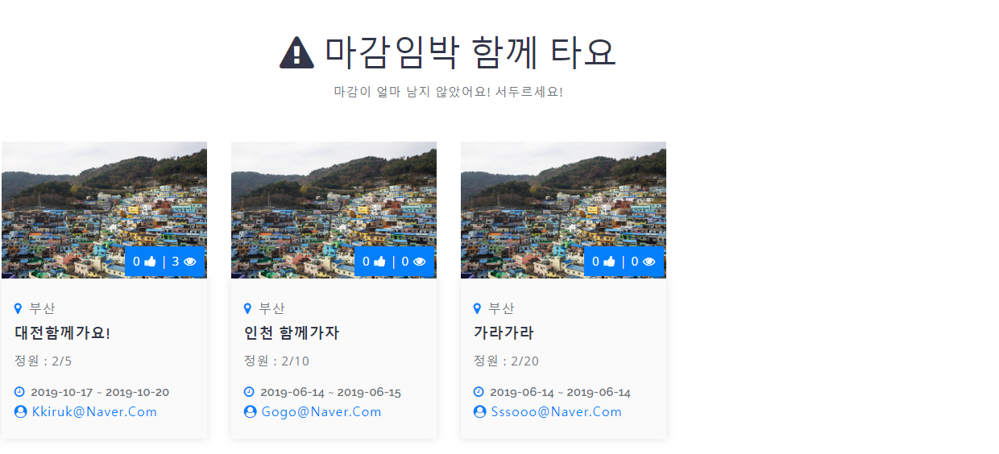 마감임박 함께 타요
마감이 얼마 남지 않았어요! 서두르세요!
0 | 3
부산
대전함께가요!
정원 : 2/5
2019-10-17 ~ 2019-10-20
Kkiruk@Naver.Com
0 | 0
부산
인천 함께가자
정원 : 2/10
2019-06-14 ~ 2019-06-15
Gogo@Naver.Com
0 | 0
부산
가라가라
정원 : 2/20
2019-06-14 ~ 2019-06-14
Sssooo@Naver.Com